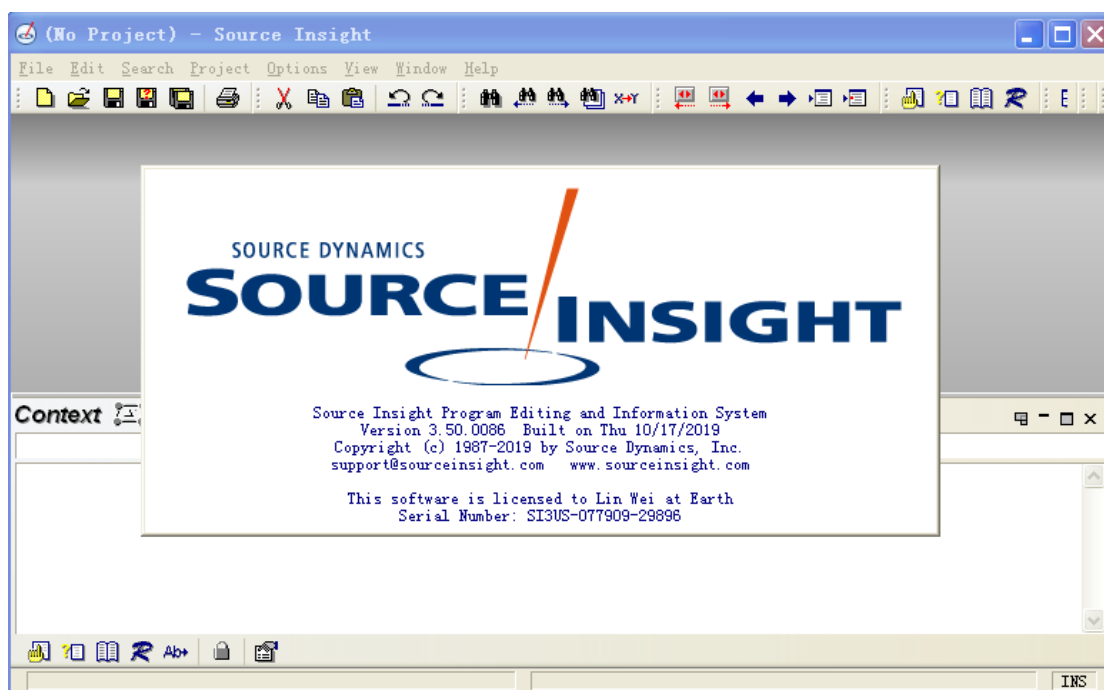 (No Project) - Source Insight
File Edit Search Project Options View Window Help
X→Y
E
SOURCE DYNAMICS
SOURCE INSIGHT
Context
Source Insight Program Editing and Information System
Version 3.50.0086 Built on Thu 10/17/2019
Copyright (c) 1987-2019 by Source Dynamics, Inc.
support@sourceinsight.com www.sourceinsight.com
This software is licensed to Lin Wei at Earth
Serial Number: SI3US-077909-29896
Ab→
INS